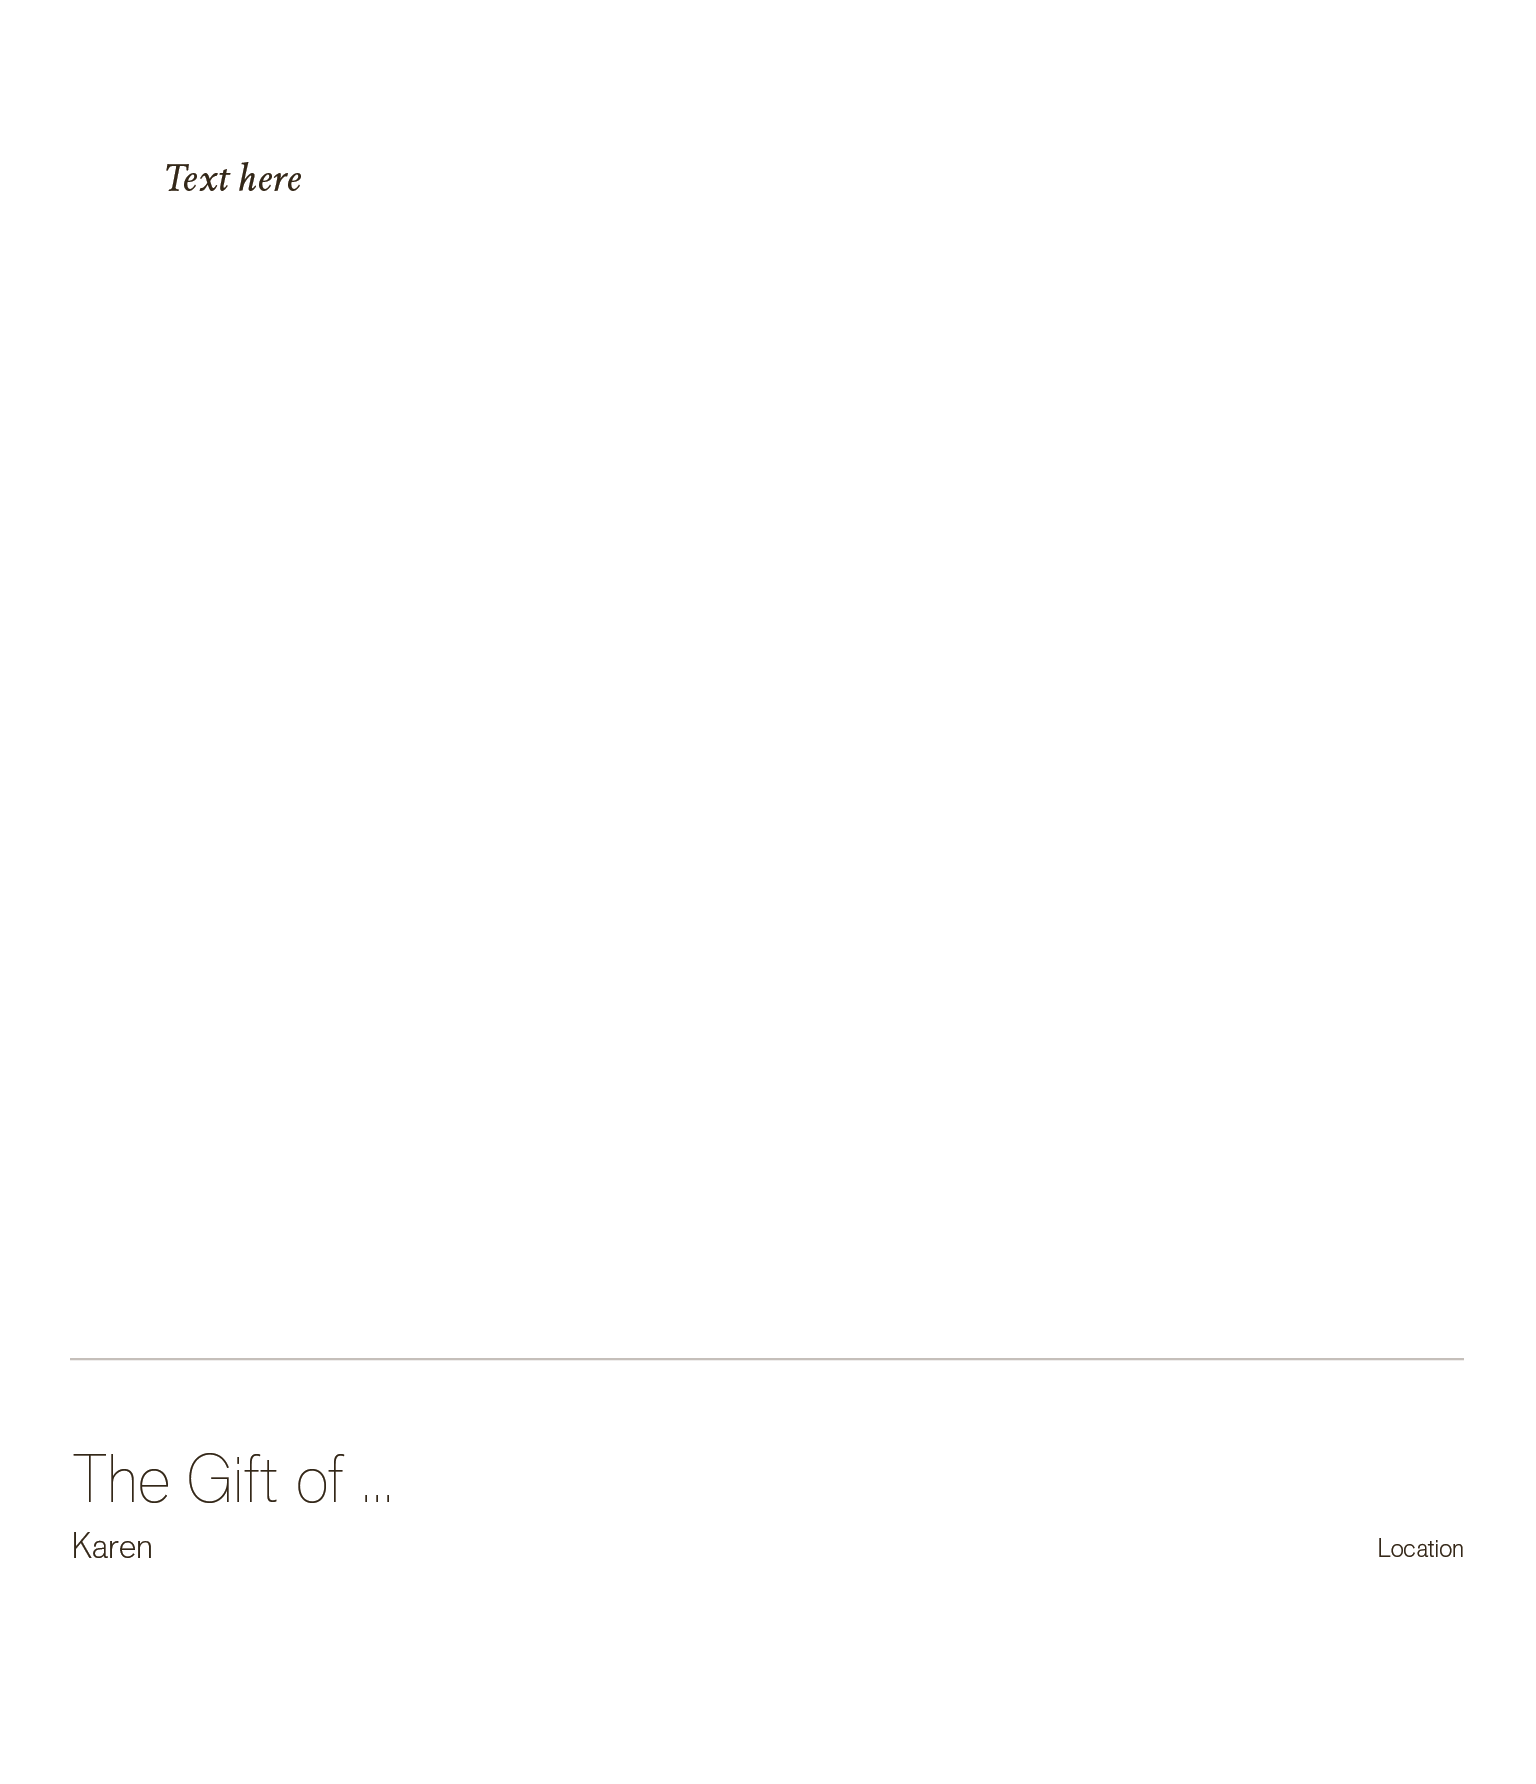 Text here
The Gift of ...
Karen
Location